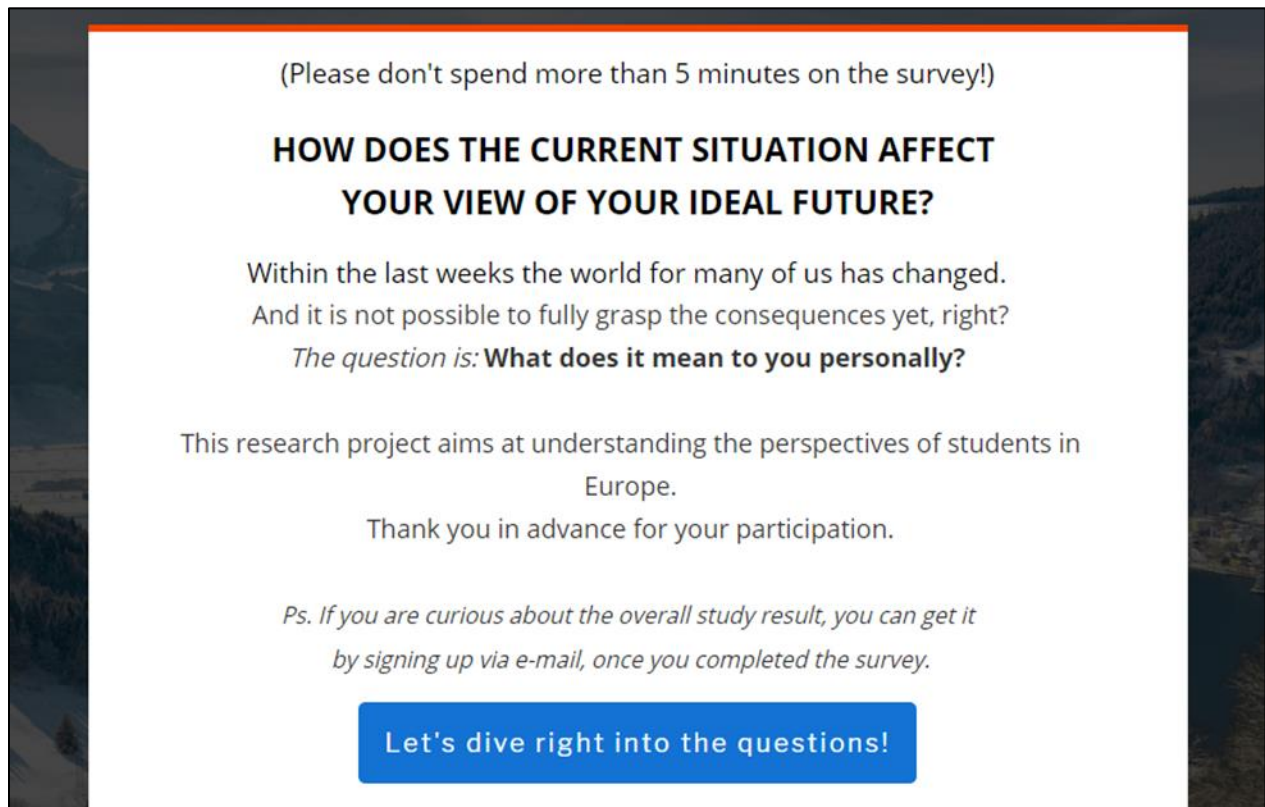 (Please don't spend more than 5 minutes on the survey!)
HOW DOES THE CURRENT SITUATION AFFECT
YOUR VIEW OF YOUR IDEAL FUTURE?
Within the last weeks the world for many of us has changed.
And it is not possible to fully grasp the consequences yet, right?
The question is: What does it mean to you personally?
This research project aims at understanding the perspectives of students in
Europe.
Thank you in advance for your participation.
Ps. If you are curious about the overall study result, you can get it
by signing up via e-mail, once you completed the survey.
Let's dive right into the questions!